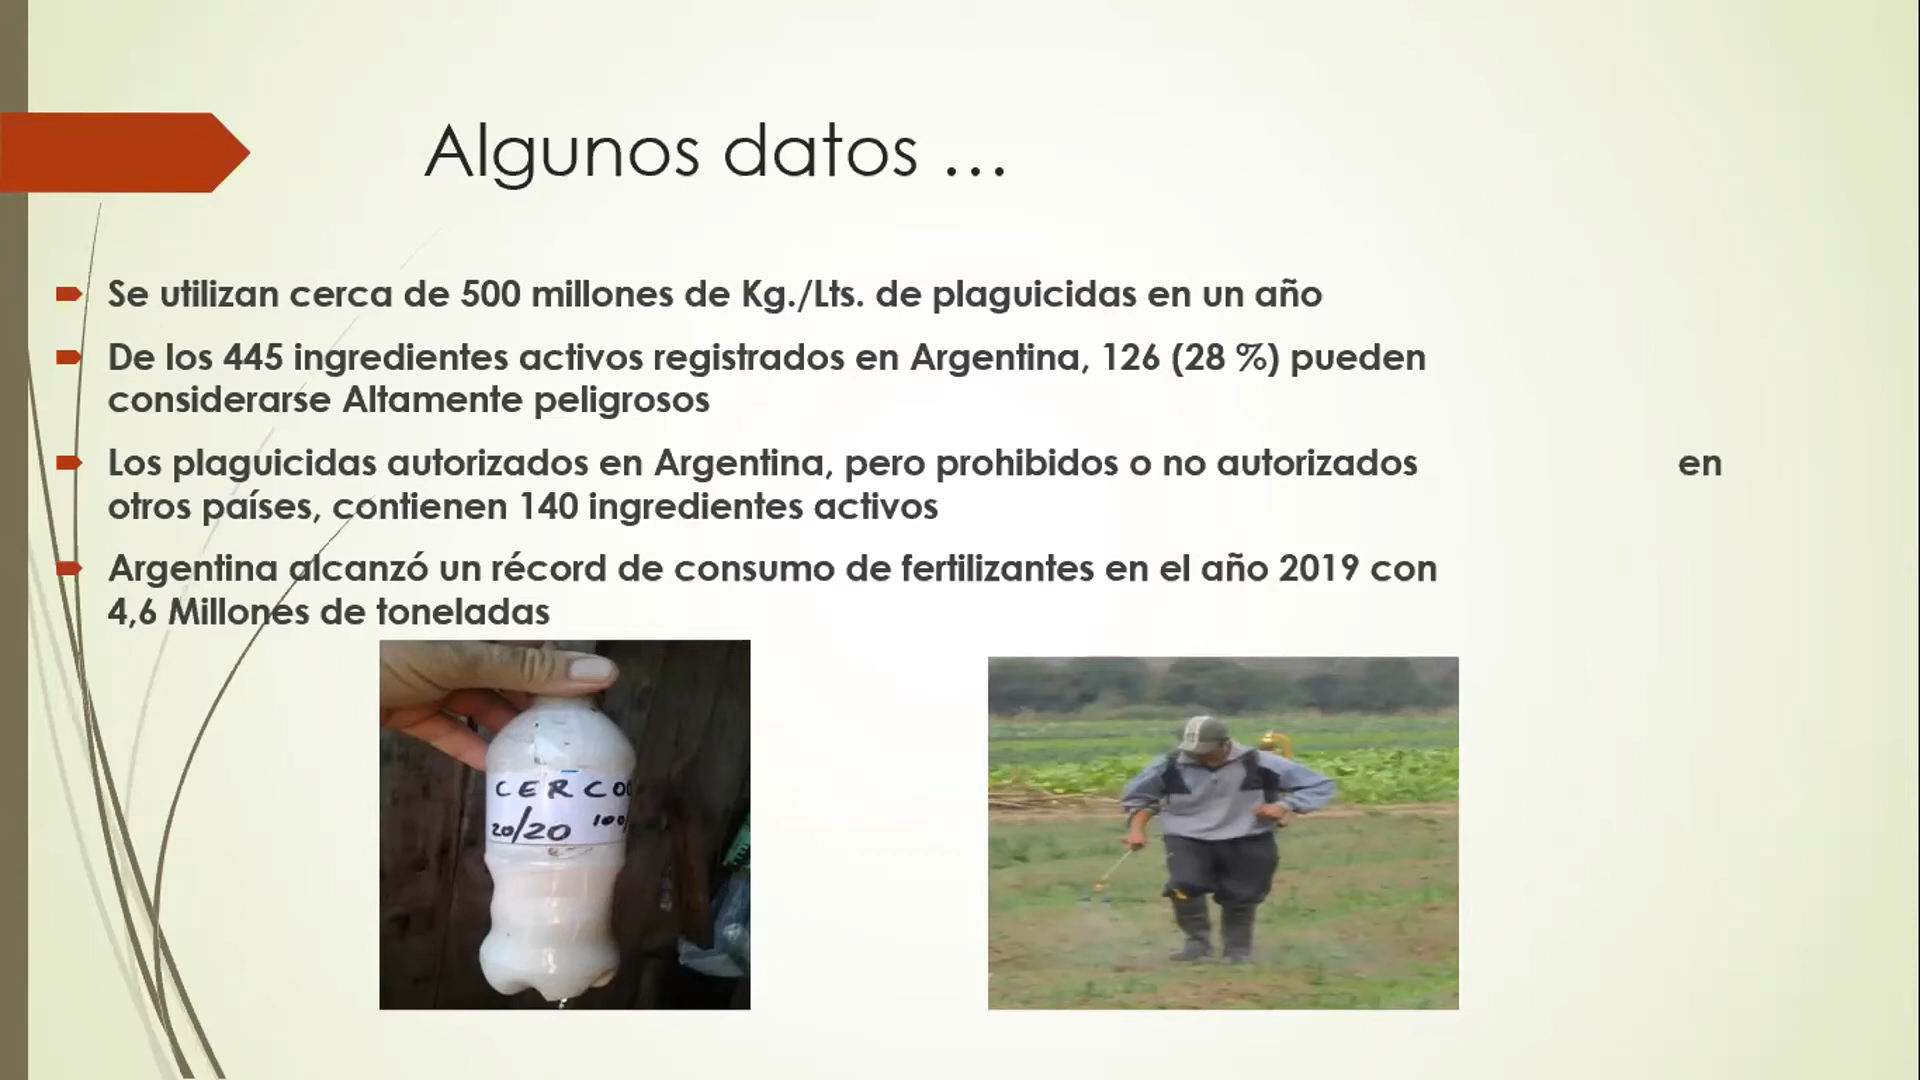 Algunos datos ...
Se utilizan cerca de 500 millones de Kg./Lts. de plaguicidas en un año
De los 445 ingredientes activos registrados en Argentina, 126 (28 %) pueden
considerarse Altamente peligrosos
Los plaguicidas autorizados en Argentina, pero prohibidos o no autorizados en
otros países, contienen 140 ingredientes activos
Argentina alcanzó un récord de consumo de fertilizantes en el año 2019 con
4,6 Millones de toneladas
20/20